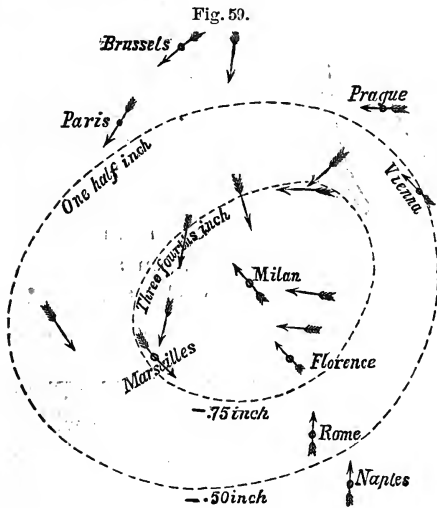 Fig. 59.
Brussels
Prague
Paris
One half inch
Vienna
Three fourths inch
Milan
Marseilles
Florence
-.75 inch
Rome
-.50 inch
Naples